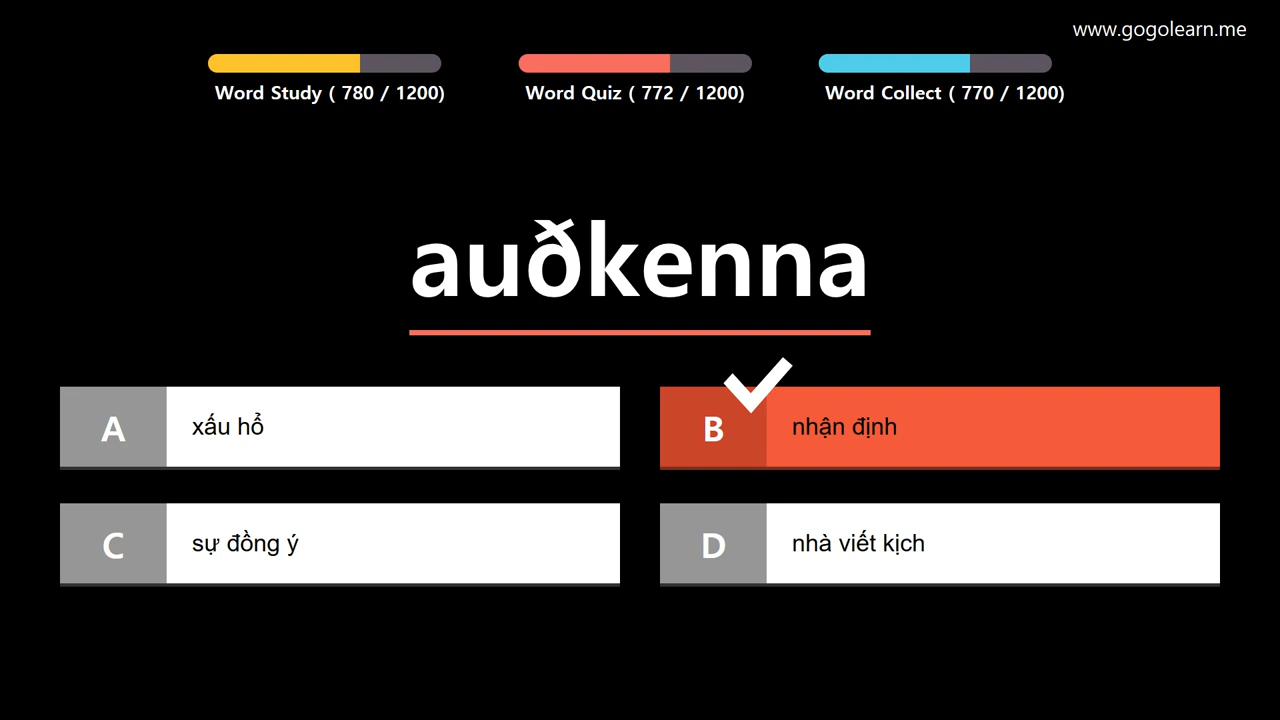 www.gogolearn.me
Word Study ( 780 / 1200)
Word Quiz ( 772 / 1200)
Word Collect ( 770 / 1200)
auðkenna
A xấu hổ
B nhận định
C sự đồng ý
D nhà viết kịch